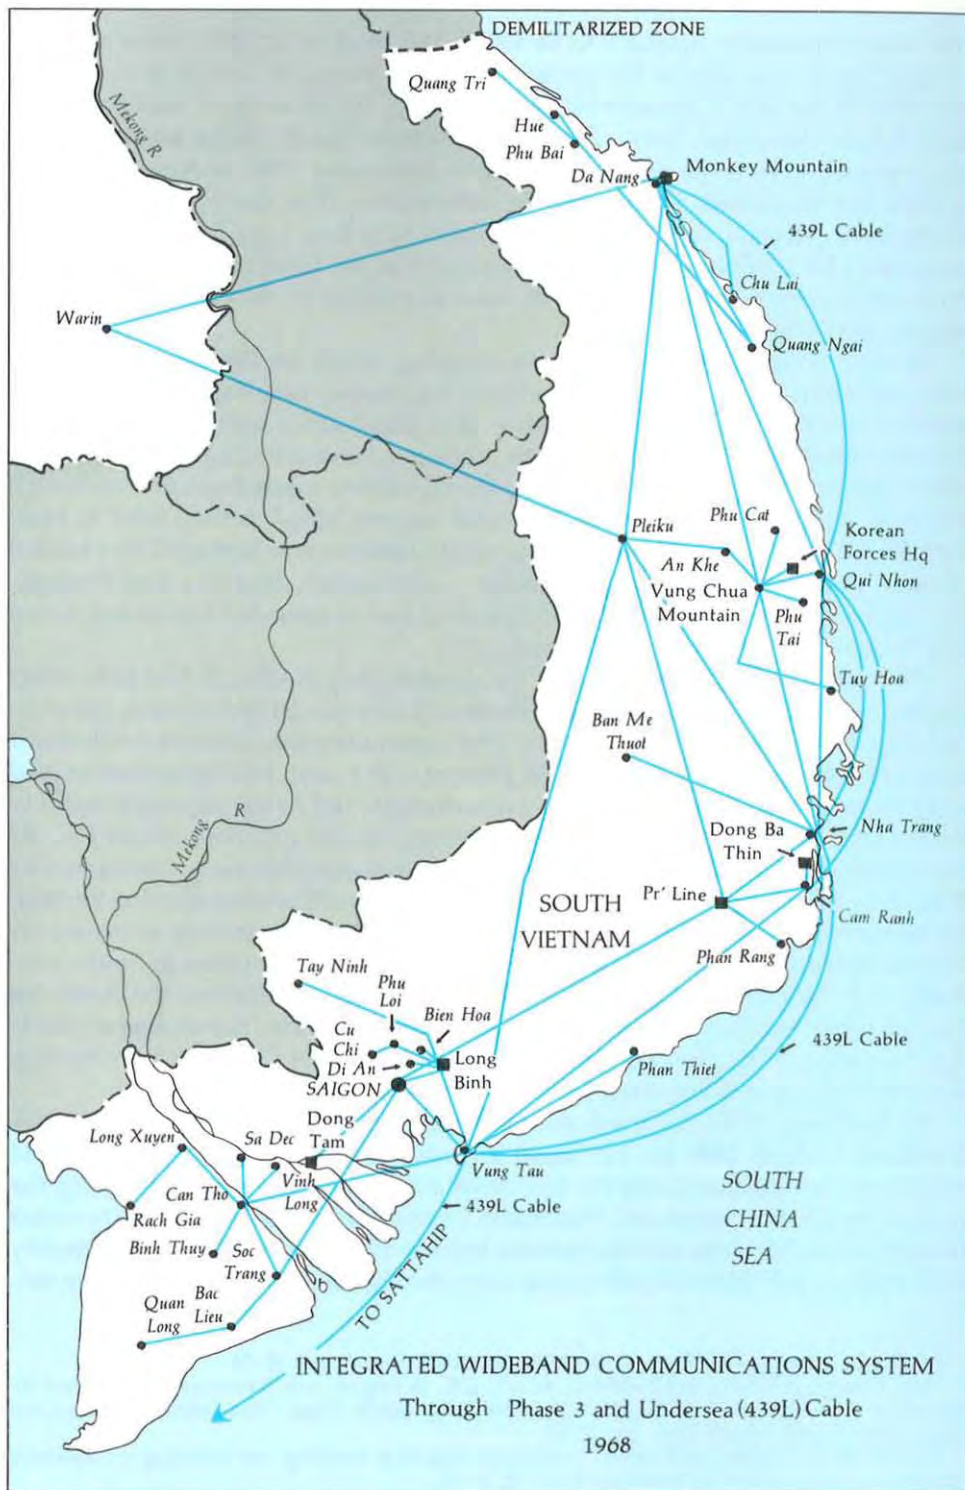 DEMILITARIZED ZONE
Quang Tri
Mekong R
Hue
Phu Bai
Da Nang
Monkey Mountain
439L Cable
Chu Lai
Warin
Quang Ngai
Phu Cat
Pleiku
An Khe
Korean
Forces Hq
Qui Nhon
Vung Chua
Mountain
Phu
Tai
Tuy Hoa
Ban Me
Thuot
Mekong R
Nha Trang
Dong Ba
Thin
Pr' Line
Cam Ranh
SOUTH
VIETNAM
Phan Rang
Tay Ninh
Phu
Loi
Bien Hoa
Cu
Chi
Di An
SAIGON
Long
Binh
439L Cable
Phan Thiet
Dong
Tam
Long Xuyen
Sa Dec
Vung Tau
Can Tho
Vinh
Long
Rach Gia
Binh Thuy
Soc
Trang
439L Cable
SOUTH
CHINA
SEA
TO SATTAHIP
Quan
Long
Bac
Lieu
INTEGRATED WIDEBAND COMMUNICATIONS SYSTEM
Through Phase 3 and Undersea (439L) Cable
1968